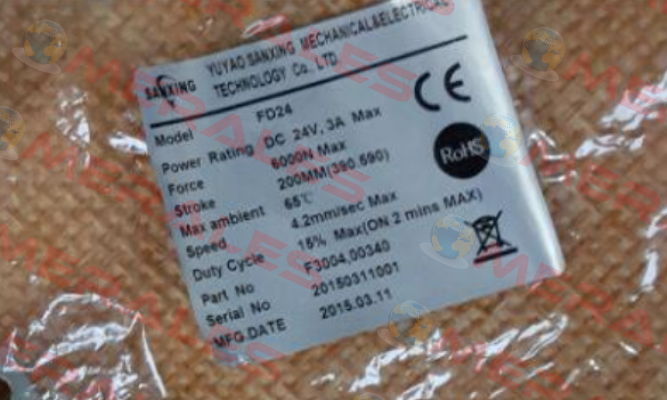 SANXING
YUYAO SANXING MECHANICAL&ELECTRICAL
TECHNOLOGY Co., LTD
Model FD24
Power Rating DC 24V, 3A Max
Force 6000N Max
Stroke 200MM(390.590)
Max ambient 65℃
Speed 4.2mm/sec Max
Duty Cycle 15% Max(ON 2 mins MAX)
Part No F3004.00340
Serial No 20150311001
MFG.DATE 2015.03.11
CE
RoHS
MERALES